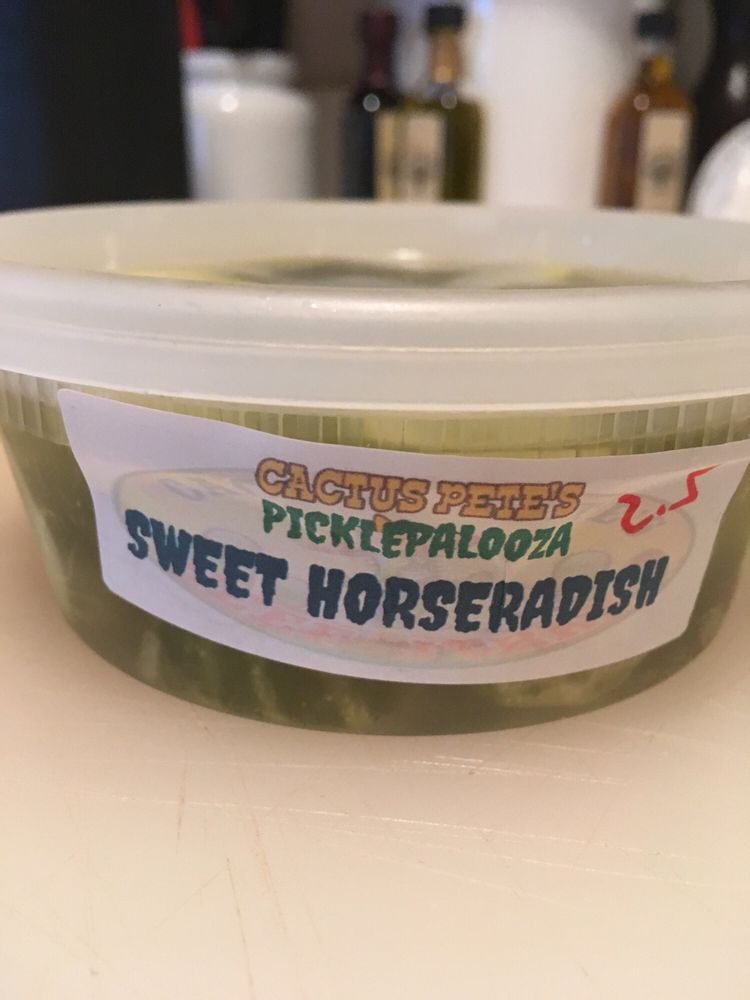 CACTUS PETE'S
PICKLEPALOOZA
2.5
SWEET HORSERADISH